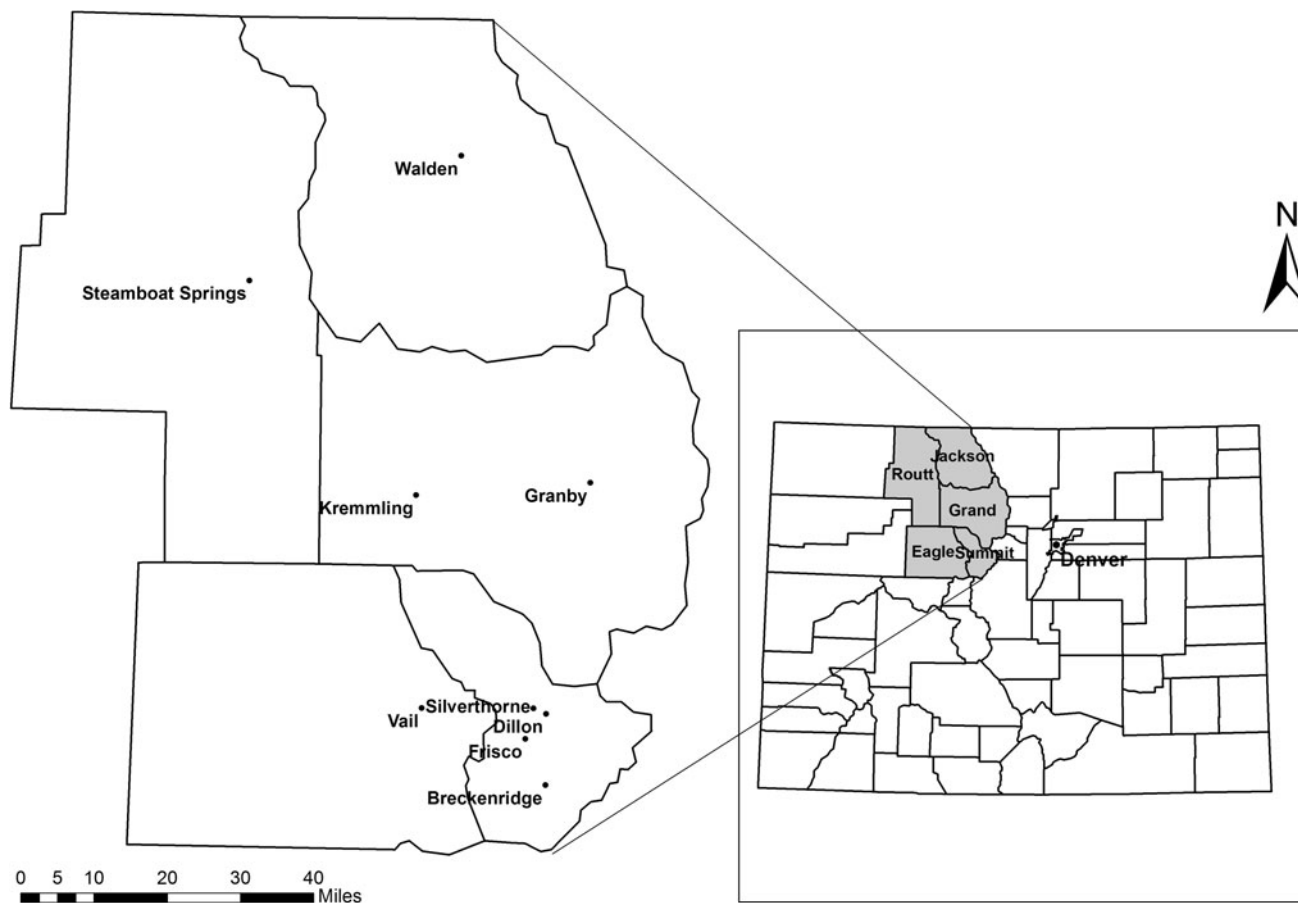 N
Walden
Steamboat Springs
Kremmling
Granby
Silverthorne
Vail
Dillon
Frisco
Breckenridge
0 5 10 20 30 40
Miles
Jackson
Routt
Grand
Eagle
Summit
Denver